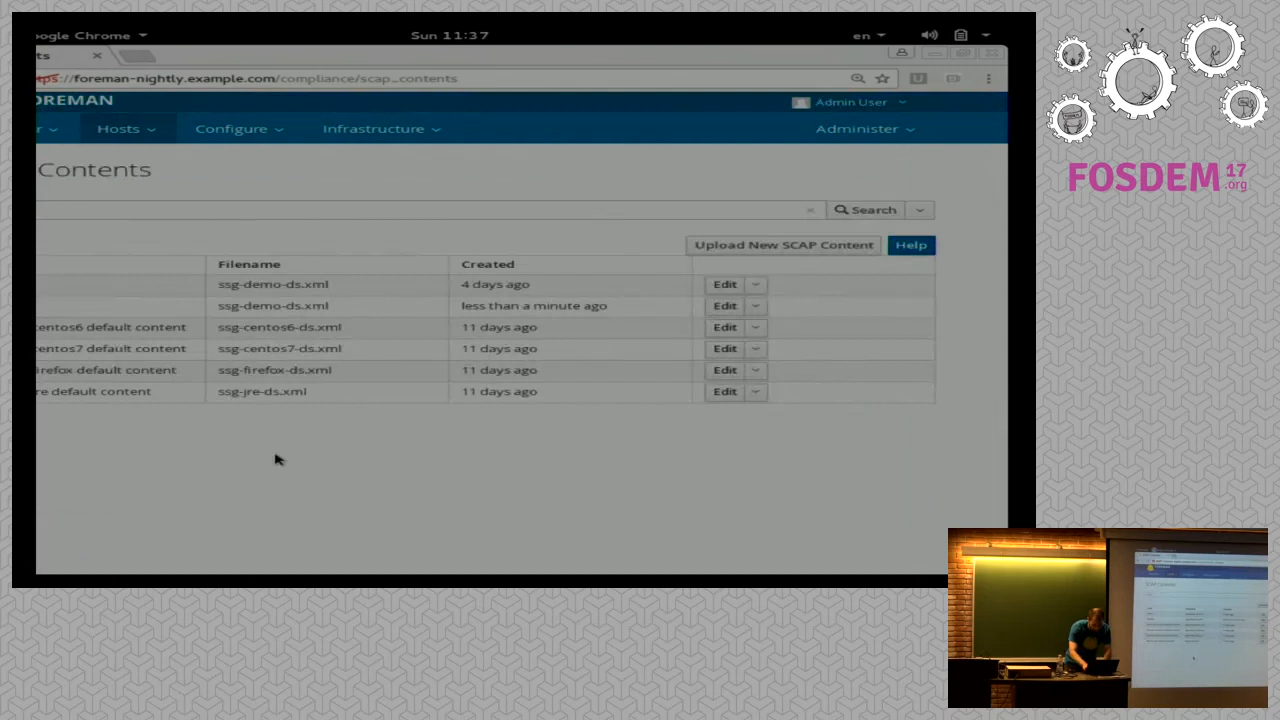 oogle Chrome
Sun 11:37
en
ts
https://foreman-nightly.example.com/compliance/scap_contents
OREMAN
Admin User
r
Hosts
Configure
Infrastructure
Administer
Contents
Search
Upload New SCAP Content
Help
Filename
Created
ssg-demo-ds.xml
4 days ago
Edit
ssg-demo-ds.xml
less than a minute ago
Edit
centos6 default content
ssg-centos6-ds.xml
11 days ago
Edit
centos7 default content
ssg-centos7-ds.xml
11 days ago
Edit
irefox default content
ssg-firefox-ds.xml
11 days ago
Edit
re default content
ssg-jre-ds.xml
11 days ago
Edit
FOSDEM 17
.org